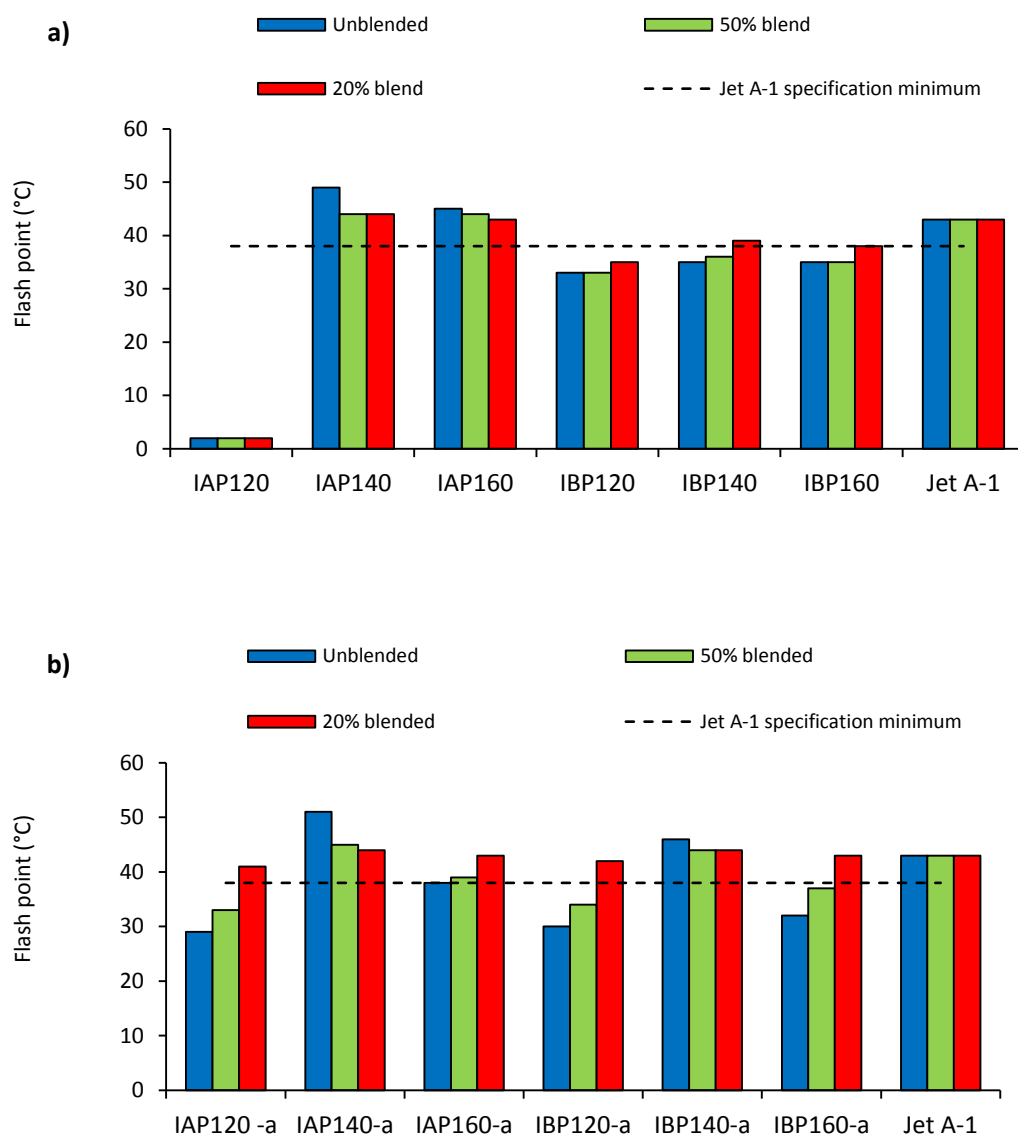 a)
Unblended
50% blend
20% blend
Jet A-1 specification minimum
60
50
40
30
20
10
0
Flash point (°C)
IAP120 IAP140 IAP160 IBP120 IBP140 IBP160 Jet A-1
b)
Unblended
50% blended
20% blended
Jet A-1 specification minimum
60
50
40
30
20
10
0
Flash point (°C)
IAP120 -a IAP140-a IAP160-a IBP120-a IBP140-a IBP160-a Jet A-1